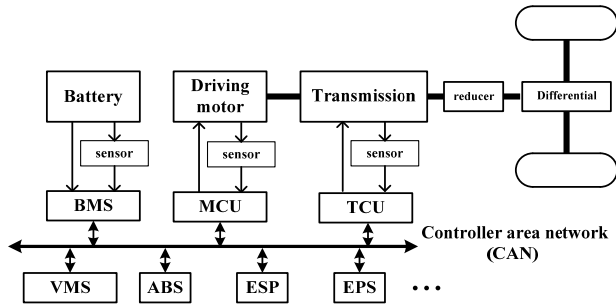 Battery
Driving
motor
Transmission
reducer
Differential
sensor
sensor
sensor
BMS
MCU
TCU
Controller area network
(CAN)
VMS
ABS
ESP
EPS
...